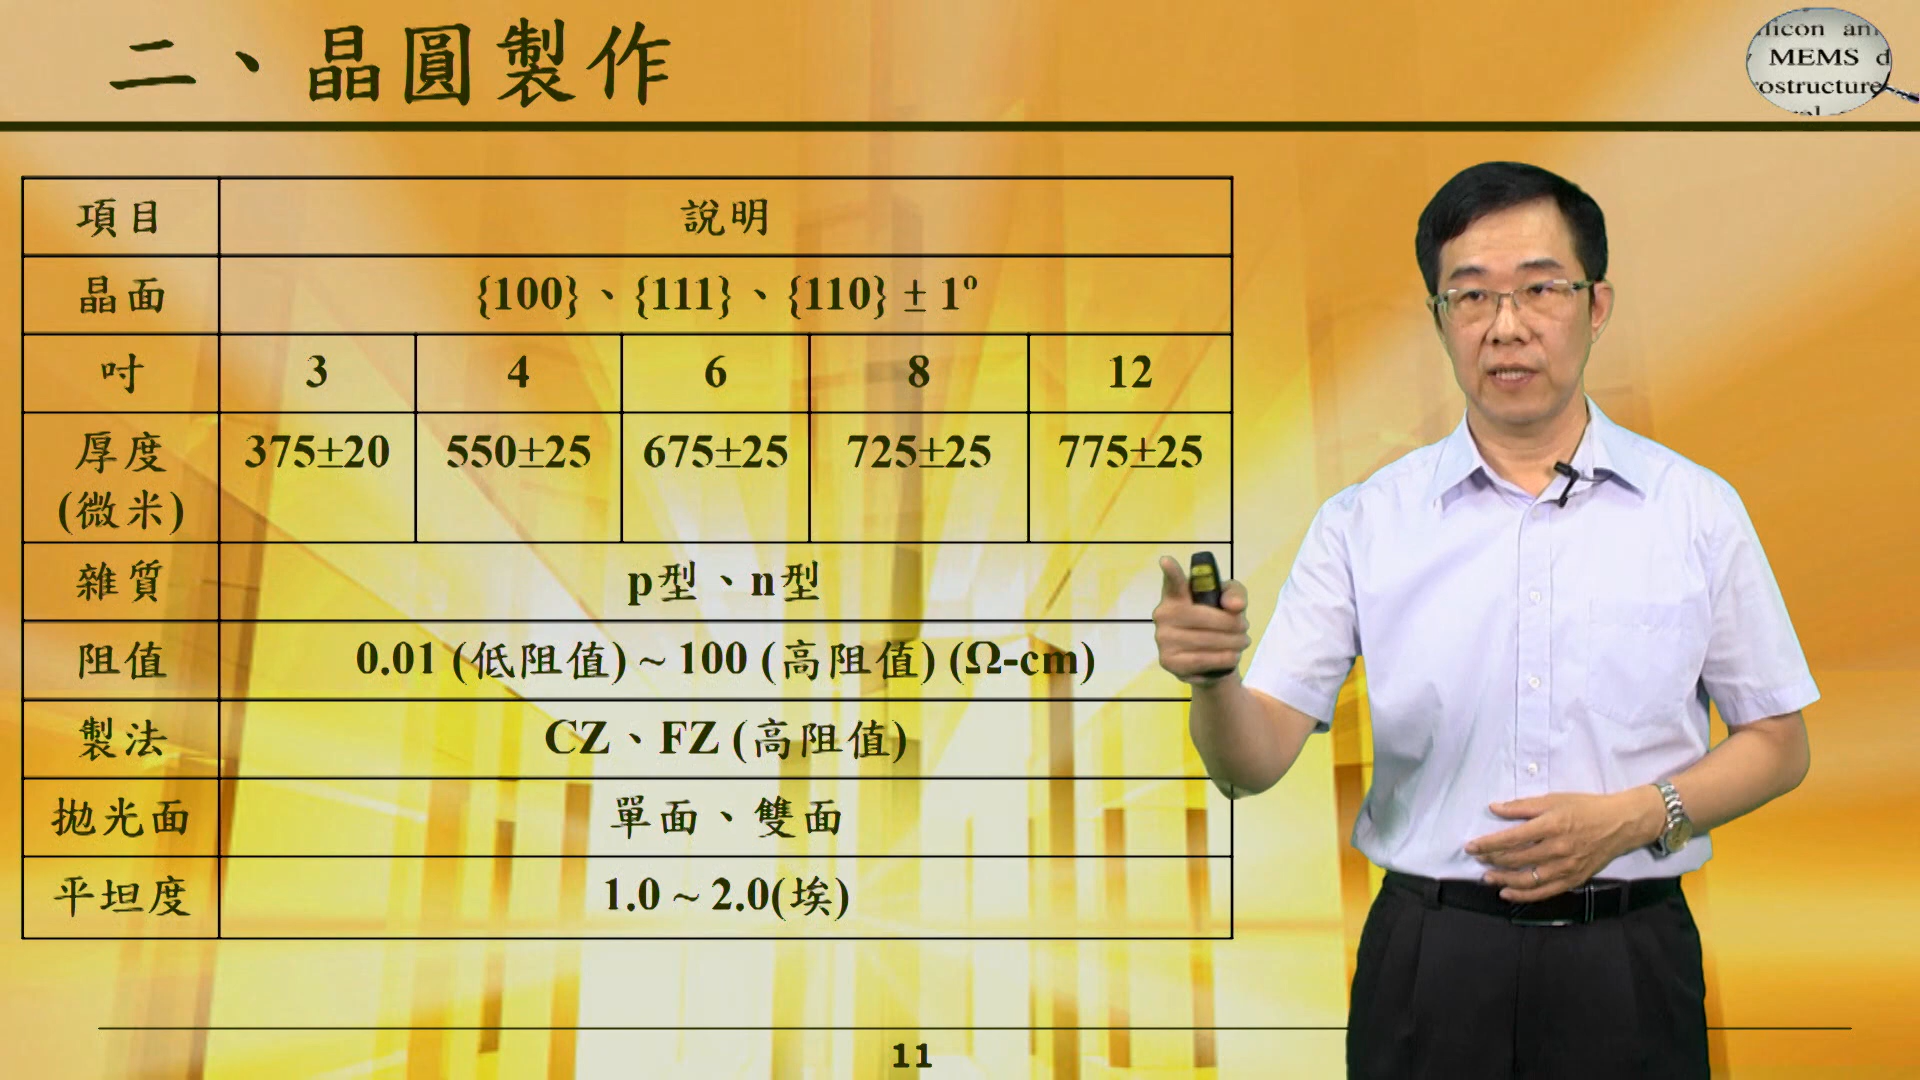 二、晶圓製作
licon an
MEMS d
ostructure
項目 說明
晶面 {100}、{111}、{110} ± 1º
吋 3 4 6 8 12
厚度 375±20 550±25 675±25 725±25 775±25
(微米)
雜質 p型、n型
阻值 0.01 (低阻值) ~ 100 (高阻值) (Ω-cm)
製法 CZ、FZ (高阻值)
拋光面 單面、雙面
平坦度 1.0 ~ 2.0(埃)
11